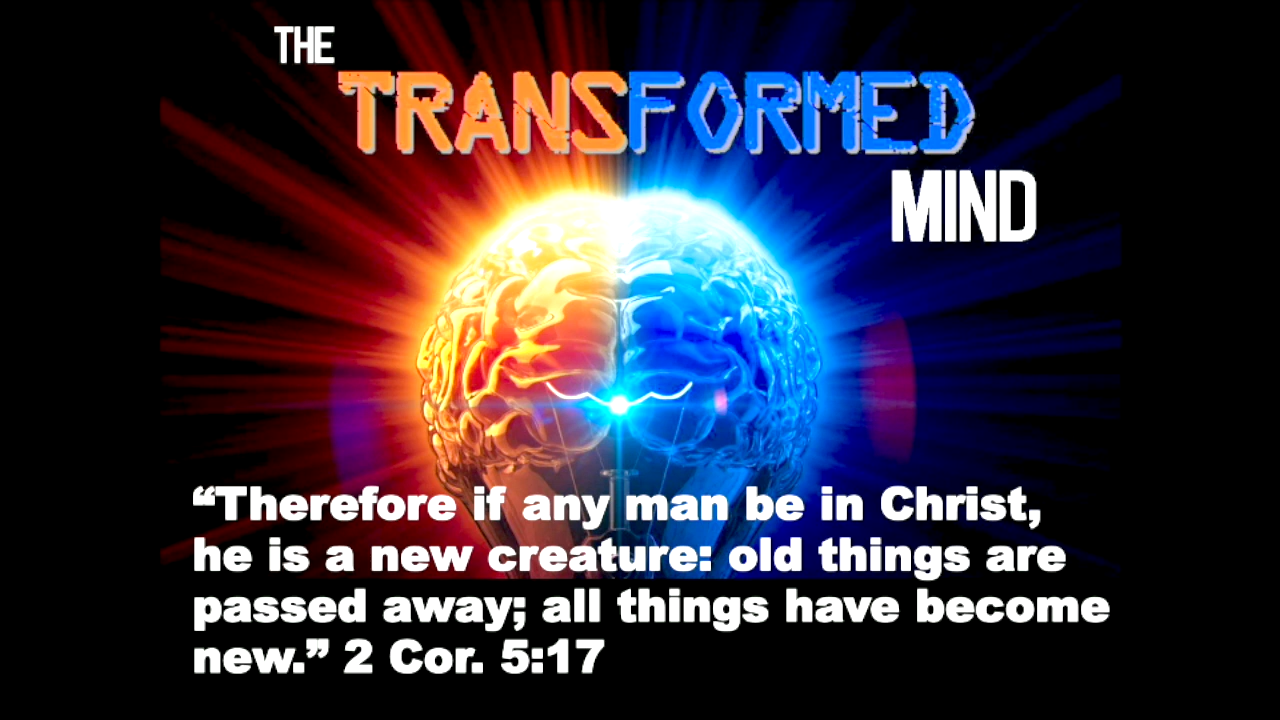 THE
TRANSFORMED
MIND
“Therefore if any man be in Christ,
he is a new creature: old things are
passed away; all things have become
new.” 2 Cor. 5:17